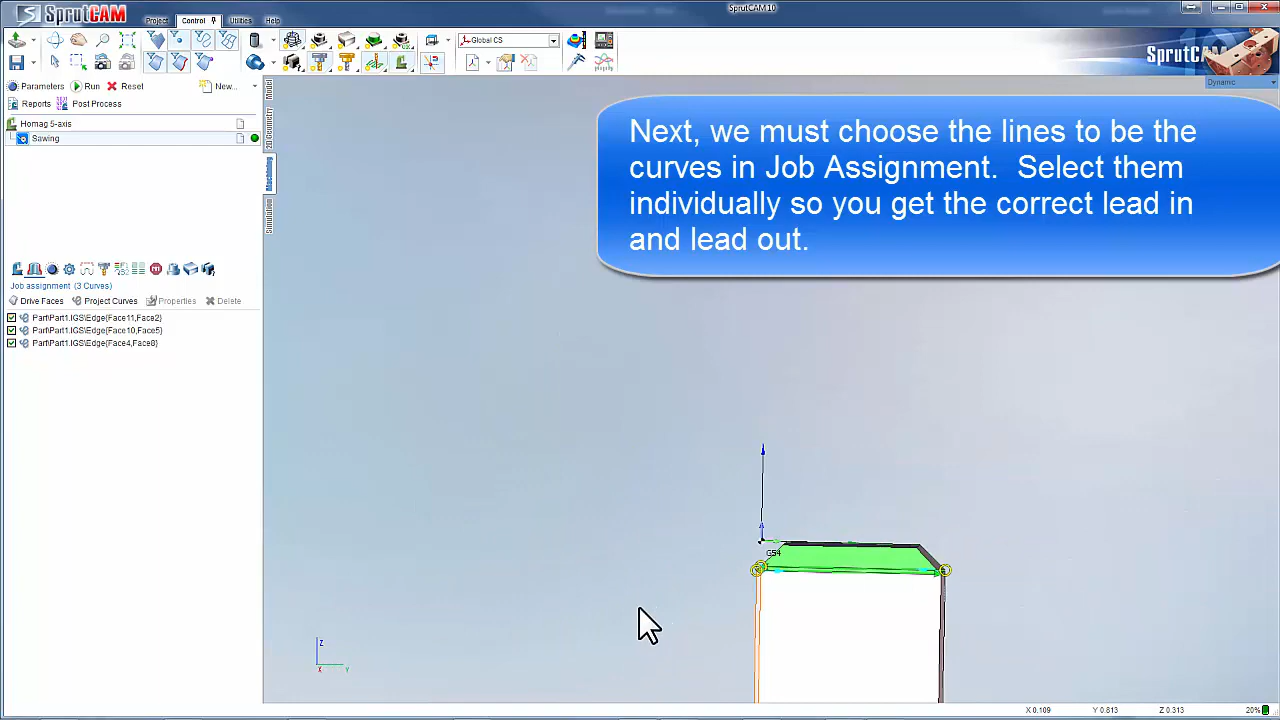 SprutCAM
SprutCAM 10
Project Control Utilities Help
Global CS
SprutCAM
Dynamic
Parameters Run Reset New...
Reports Post Process
Homag 5-axis
Sawing
Model
2D Geometry
Machining
Simulation
Next, we must choose the lines to be the
curves in Job Assignment. Select them
individually so you get the correct lead in
and lead out.
Job assignment (3 Curves)
Drive Faces Project Curves Properties Delete
Part\Part1.IGS\Edge{Face11,Face2}
Part\Part1.IGS\Edge{Face10,Face5}
Part\Part1.IGS\Edge{Face4,Face8}
G54
Z
X Y
X 0.109 Y 0.813 Z 0.313 20%